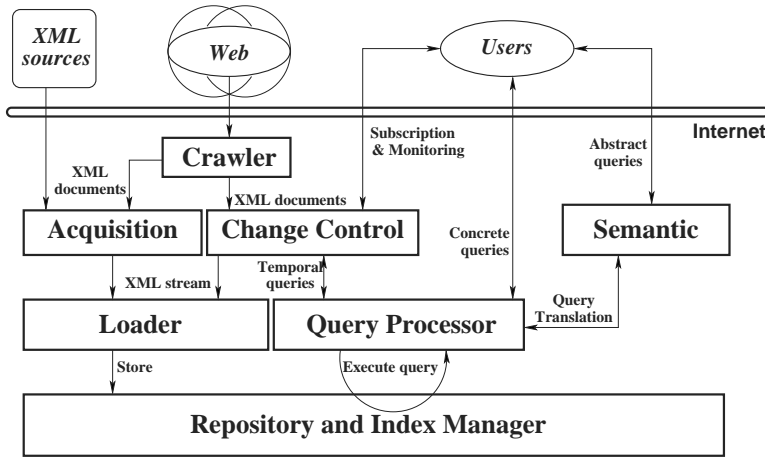 XML
sources
Web
Users
Internet
Subscription
& Monitoring
Abstract
queries
Crawler
XML
documents
XML documents
Acquisition
Change Control
Concrete
queries
Semantic
XML stream
Temporal
queries
Query
Translation
Loader
Query Processor
Store
Execute query
Repository and Index Manager